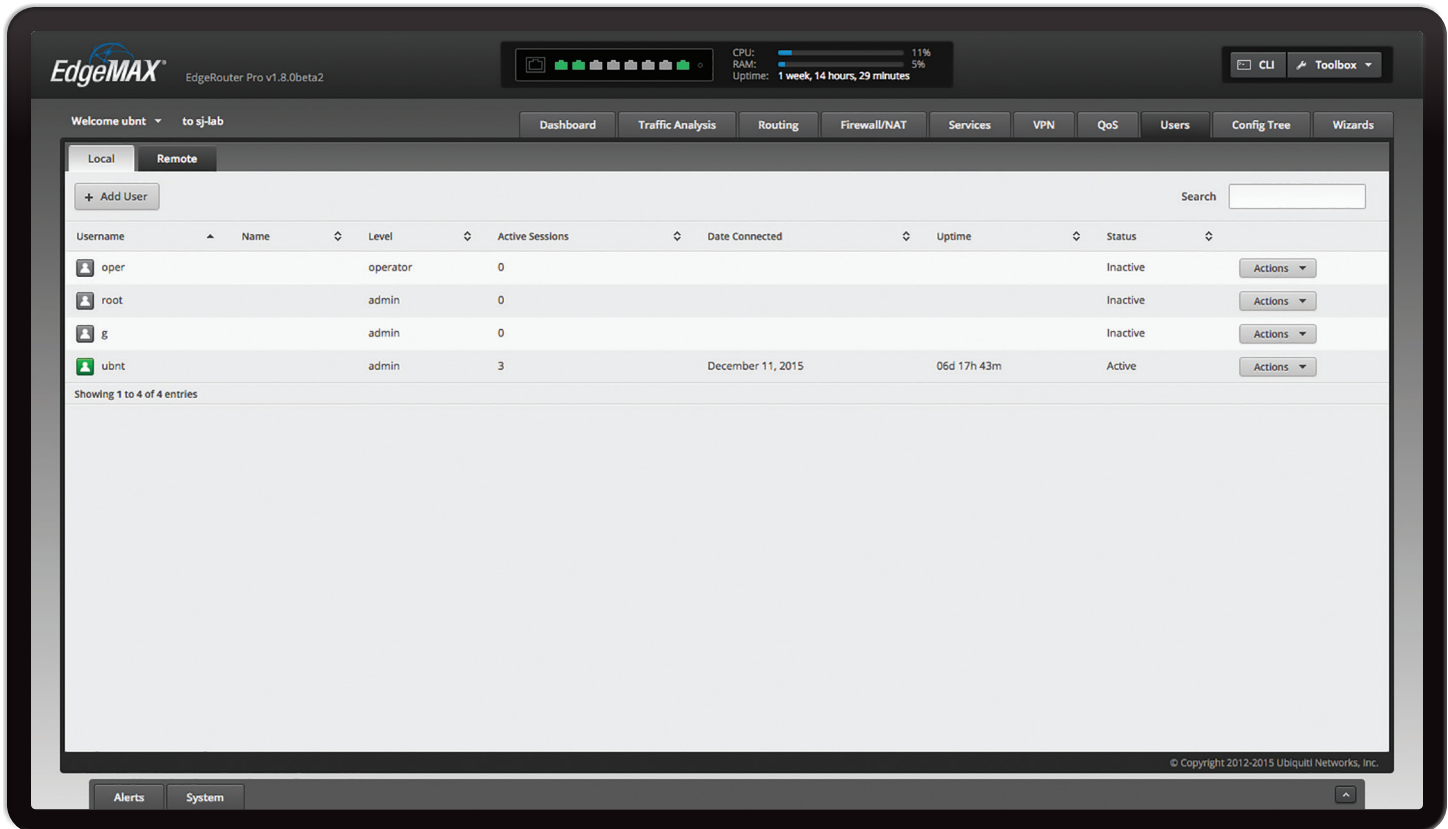 EdgeMAX®
EdgeRouter Pro v1.8.0beta2
CPU: 11%
RAM: 5%
Uptime: 1 week, 14 hours, 29 minutes
CLI Toolbox
Welcome ubnt to sj-lab
Dashboard Traffic Analysis Routing Firewall/NAT Services VPN QoS Users Config Tree Wizards
Local Remote
+ Add User Search
Username Name Level Active Sessions Date Connected Uptime Status
oper operator 0 Inactive Actions
root admin 0 Inactive Actions
g admin 0 Inactive Actions
ubnt admin 3 December 11, 2015 06d 17h 43m Active Actions
Showing 1 to 4 of 4 entries
© Copyright 2012-2015 Ubiquiti Networks, Inc.
Alerts System